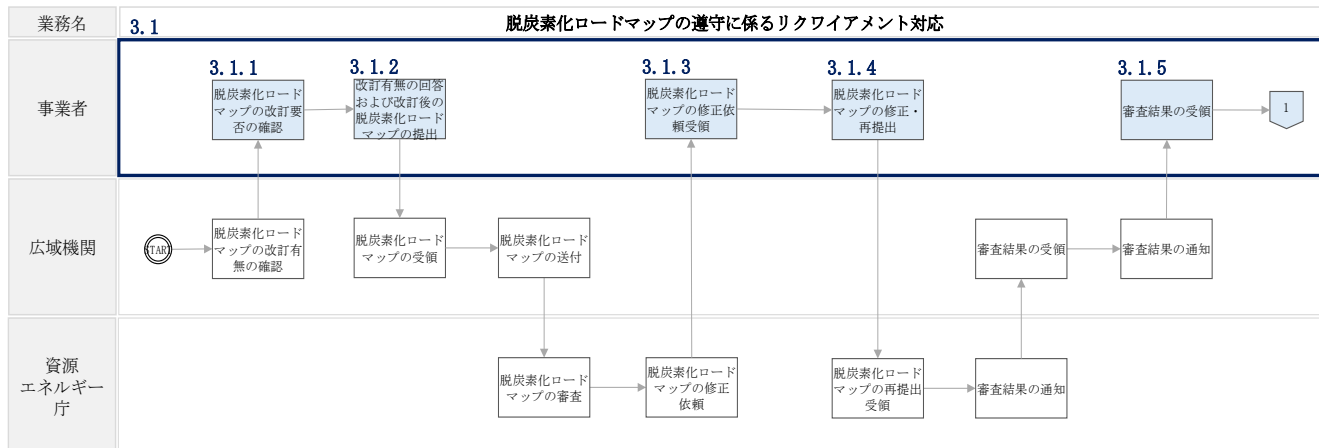 業務名
3.1
脱炭素化ロードマップの遵守に係るリクワイアメント対応
事業者
3.1.1
脱炭素化ロード
マップの改訂要
否の確認
3.1.2
改訂有無の回答
および改訂後の
脱炭素化ロード
マップの提出
3.1.3
脱炭素化ロード
マップの修正依
頼受領
3.1.4
脱炭素化ロード
マップの修正・
再提出
3.1.5
審査結果の受領
1
広域機関
START
脱炭素化ロード
マップの改訂有
無の確認
脱炭素化ロード
マップの受領
脱炭素化ロード
マップの送付
審査結果の受領
審査結果の通知
資源
エネルギー
庁
脱炭素化ロード
マップの審査
脱炭素化ロード
マップの修正
依頼
脱炭素化ロード
マップの再提出
受領
審査結果の通知